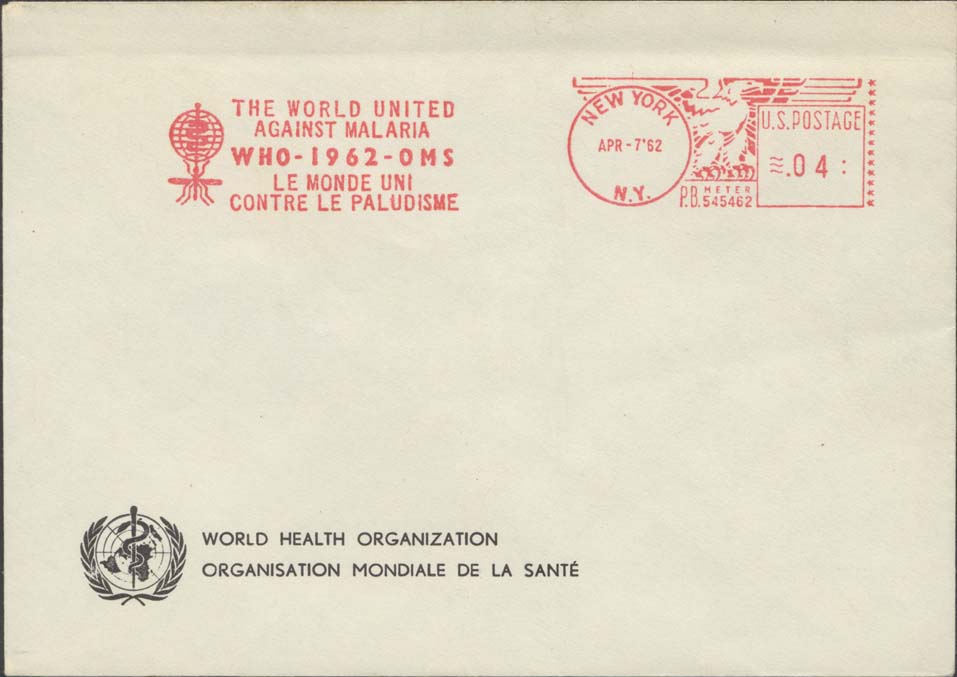 THE WORLD UNITED
AGAINST MALARIA
WHO-1962-OMS
LE MONDE UNI
CONTRE LE PALUDISME
NEW YORK
APR-7'62
N.Y.
U.S. POSTAGE
.04
P.B. METER
545462
WORLD HEALTH ORGANIZATION
ORGANISATION MONDIALE DE LA SANTÉ